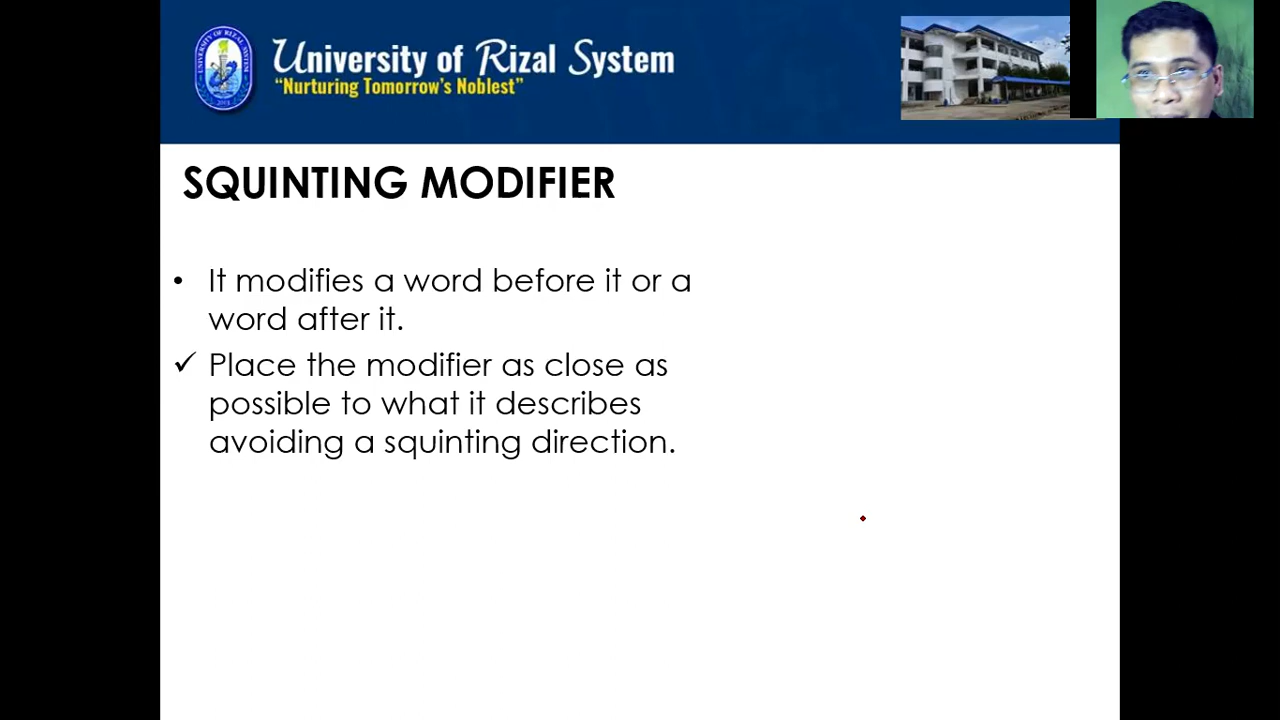 University of Rizal System
“Nurturing Tomorrow's Noblest”
SQUINTING MODIFIER
• It modifies a word before it or a
word after it.
✓ Place the modifier as close as
possible to what it describes
avoiding a squinting direction.